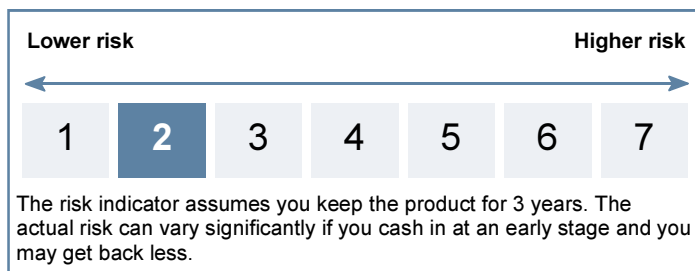 Lower risk Higher risk
1 2 3 4 5 6 7
The risk indicator assumes you keep the product for 3 years. The
actual risk can vary significantly if you cash in at an early stage and you
may get back less.